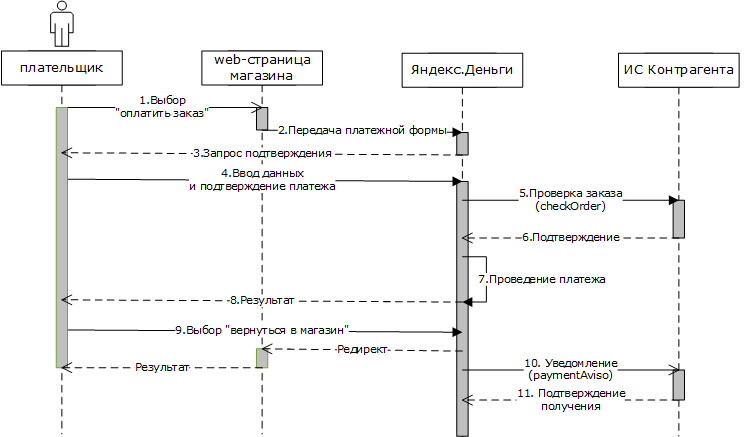 плательщик
web-страница
магазина
Яндекс.Деньги
ИС Контрагента
1.Выбор
"оплатить заказ"
2.Передача платежной формы
3.Запрос подтверждения
4.Ввод данных
и подтверждение платежа
5.Проверка заказа
(checkOrder)
6.Подтверждение
7.Проведение платежа
8.Результат
9.Выбор "вернуться в магазин"
Редирект
Результат
10. Уведомление
(paymentAviso)
11. Подтверждение
получения